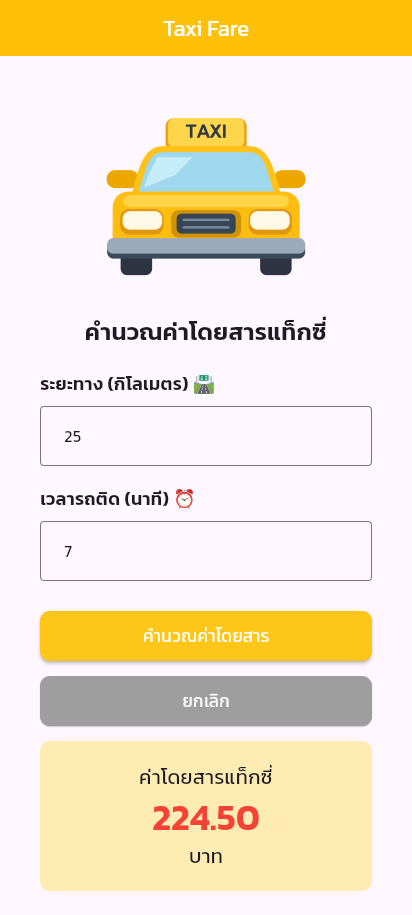 Taxi Fare
TAXI
คำนวณค่าโดยสารแท็กซี่
ระยะทาง (กิโลเมตร) 🛣️
25
เวลารถติด (นาที) ⏰
7
คำนวณค่าโดยสาร
ยกเลิก
ค่าโดยสารแท็กซี่
224.50
บาท